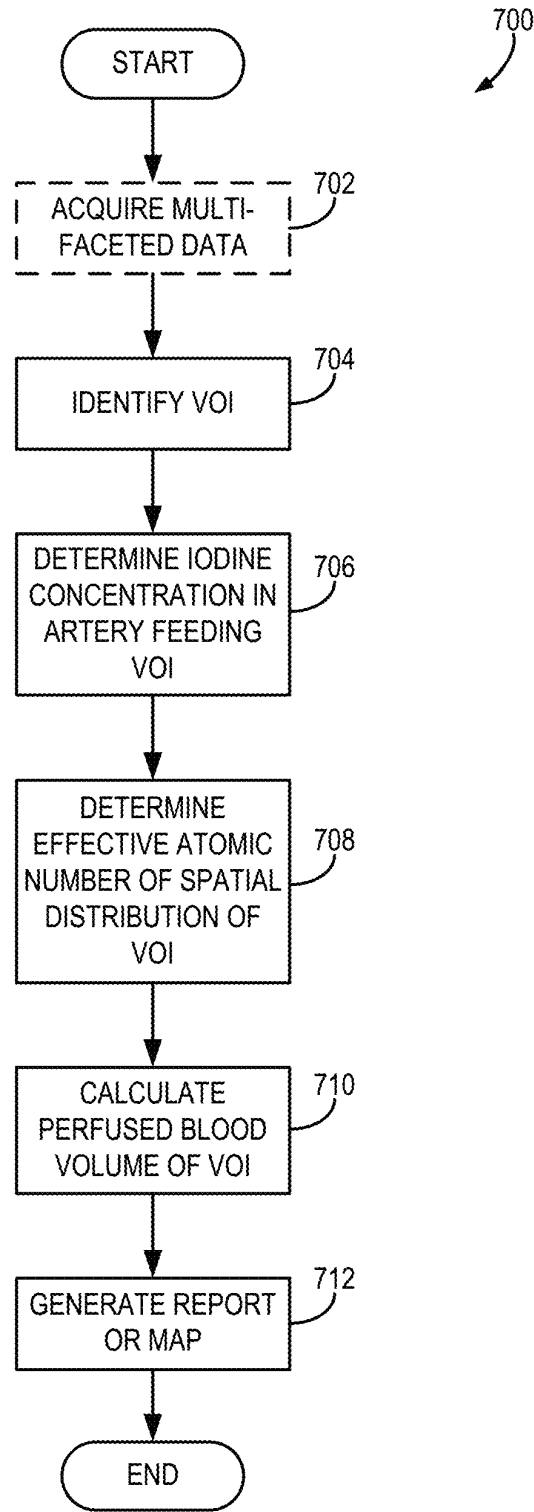 700
START
702
ACQUIRE MULTI-
FACETED DATA
704
IDENTIFY VOI
706
DETERMINE IODINE
CONCENTRATION IN
ARTERY FEEDING
VOI
708
DETERMINE
EFFECTIVE ATOMIC
NUMBER OF SPATIAL
DISTRIBUTION OF
VOI
710
CALCULATE
PERFUSED BLOOD
VOLUME OF VOI
712
GENERATE REPORT
OR MAP
END